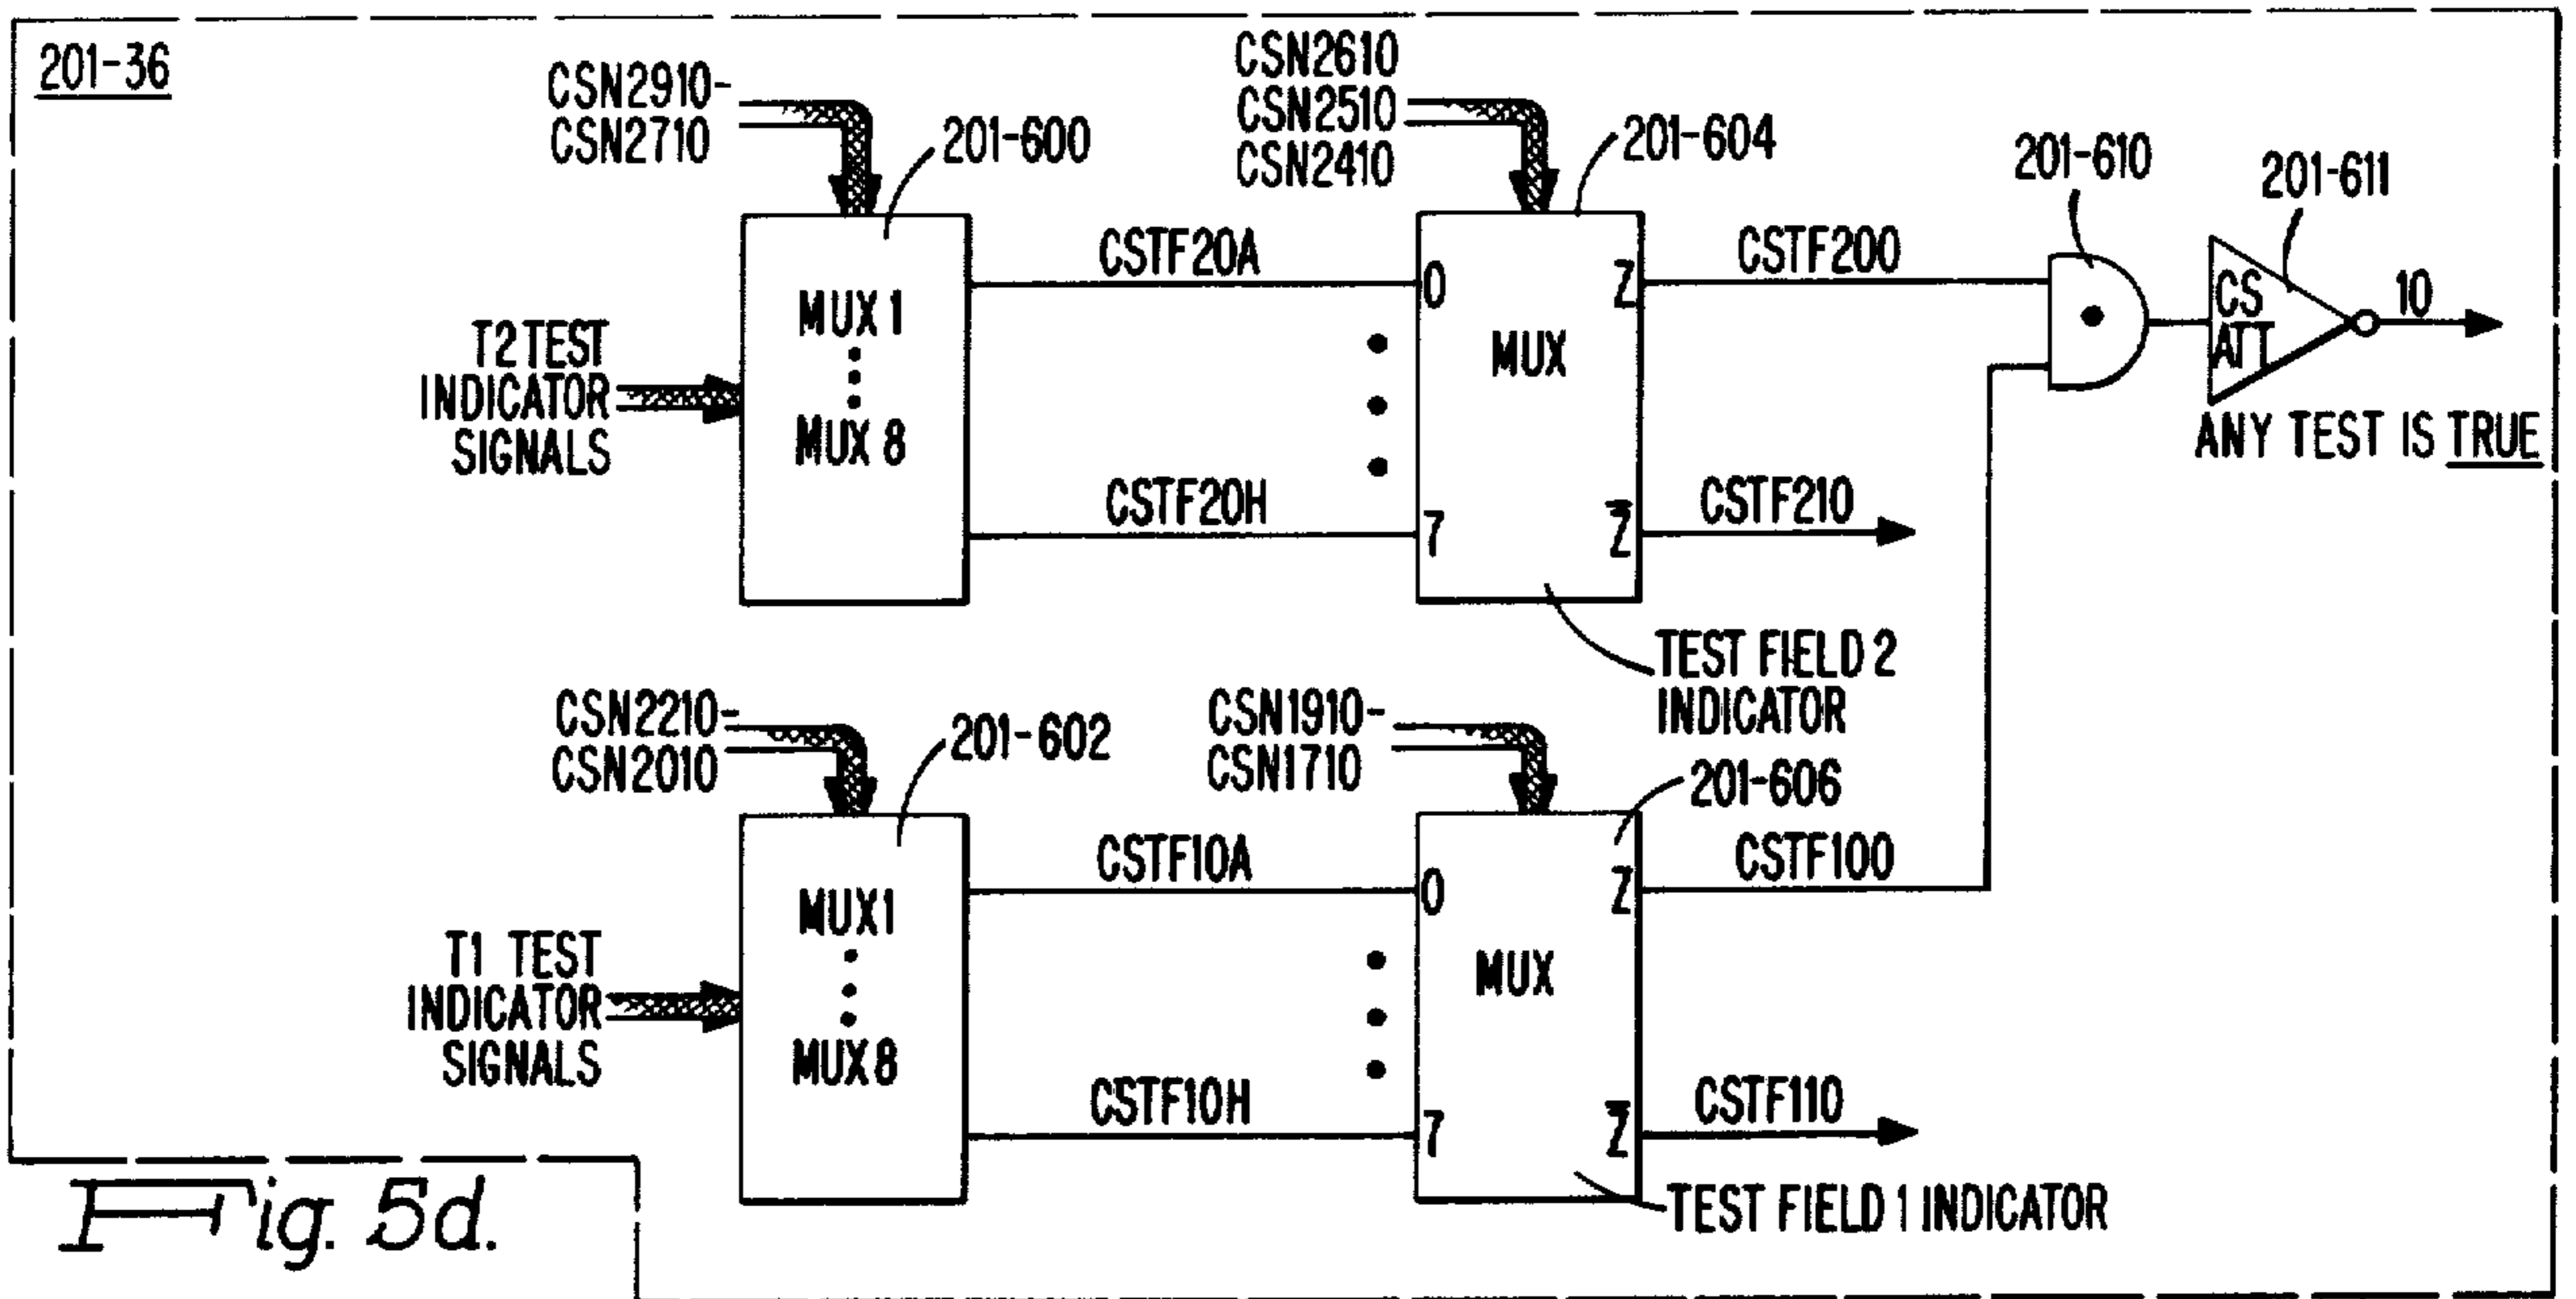 201-36
CSN2910-
CSN2710
201-600
CSN2610
CSN2510
CSN2410
201-604
201-610
201-611
T2 TEST
INDICATOR
SIGNALS
MUX 1
MUX 8
CSTF20A
CSTF20H
0
7
MUX
Z
Z̅
CSTF200
CSTF210
CS
ATT
10
ANY TEST IS TRUE
TEST FIELD 2
INDICATOR
CSN2210-
CSN2010
201-602
CSN1910-
CSN1710
201-606
T1 TEST
INDICATOR
SIGNALS
MUX1
MUX8
CSTF10A
CSTF10H
0
7
MUX
Z
Z̅
CSTF100
CSTF110
TEST FIELD 1 INDICATOR
Fig. 5d.